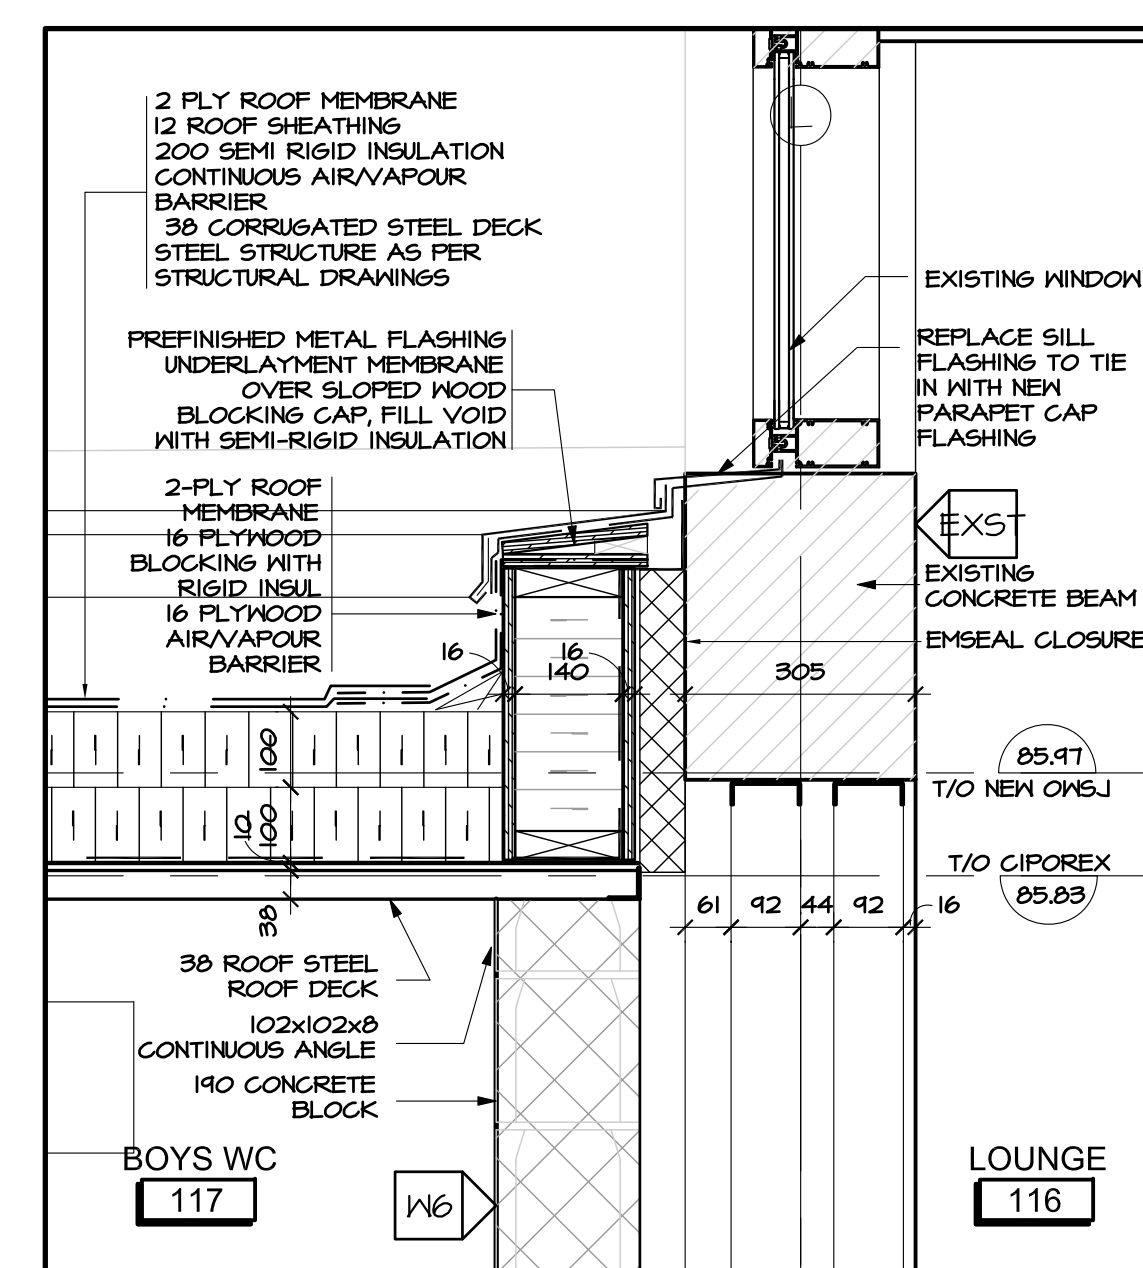 2 PLY ROOF MEMBRANE
12 ROOF SHEATHING
200 SEMI RIGID INSULATION
CONTINUOUS AIR/VAPOUR
BARRIER
38 CORRUGATED STEEL DECK
STEEL STRUCTURE AS PER
STRUCTURAL DRAWINGS
L
EXISTING WINDOW
PREFINISHED METAL FLASHING
UNDERLAYMENT MEMBRANE
OVER SLOPED WOOD
BLOCKING CAP, FILL VOID
WITH SEMI-RIGID INSULATION
REPLACE SILL
FLASHING TO TIE
IN WITH NEW
PARAPET CAP
FLASHING
2-PLY ROOF
MEMBRANE
16 PLYWOOD
BLOCKING WITH
RIGID INSUL
16 PLYWOOD
AIR/VAPOUR
BARRIER
EXST
EXISTING
CONCRETE BEAM
EMSEAL CLOSURE
16
16
140
305
100
10
100
38
85.97
T/O NEW OWSJ
T/O CIPOREX
85.83
61
92
44
92
16
38 ROOF STEEL
ROOF DECK
102x102x8
CONTINUOUS ANGLE
190 CONCRETE
BLOCK
BOYS WC
117
W6
LOUNGE
116